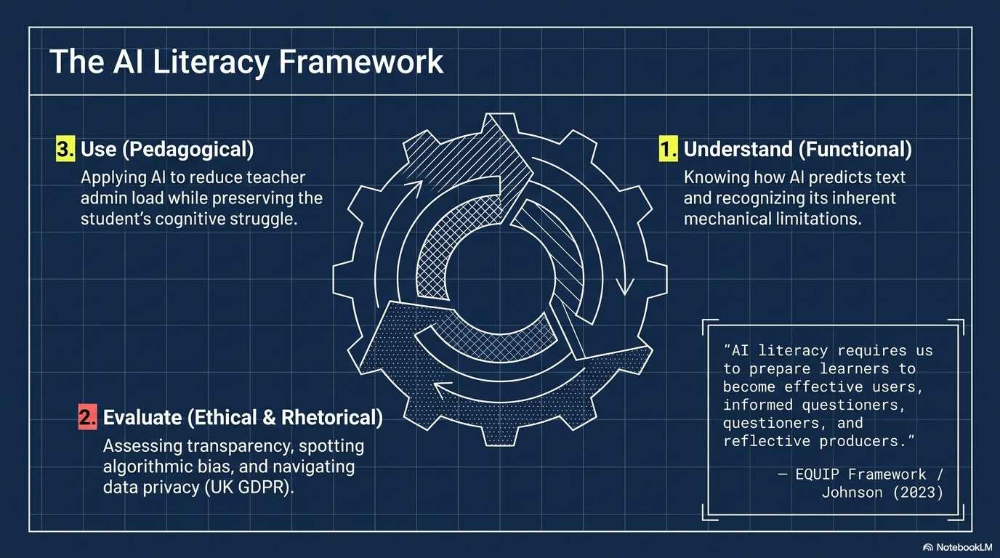 The AI Literacy Framework
3. Use (Pedagogical)
Applying AI to reduce teacher
admin load while preserving the
student's cognitive struggle.
1. Understand (Functional)
Knowing how AI predicts text
and recognizing its inherent
mechanical limitations.
2. Evaluate (Ethical & Rhetorical)
Assessing transparency, spotting
algorithmic bias, and navigating
data privacy (UK GDPR).
"AI literacy requires us
to prepare learners to
become effective users,
informed questioners,
questioners, and
reflective producers."
— EQUIP Framework /
Johnson (2023)
NotebookLM